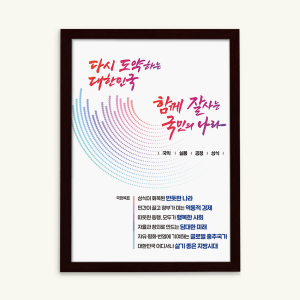 다시 도약하는
대한민국
함께 잘사는
국민의 나라
국익 | 실용 | 공정 | 상식
국정목표
상식이 회복된 반듯한 나라
민간이 끌고 정부가 미는 역동적 경제
따뜻한 동행, 모두가 행복한 사회
자율과 창의로 만드는 담대한 미래
자유, 평화, 번영에 기여하는 글로벌 중추국가
대한민국 어디서나 살기 좋은 지방시대